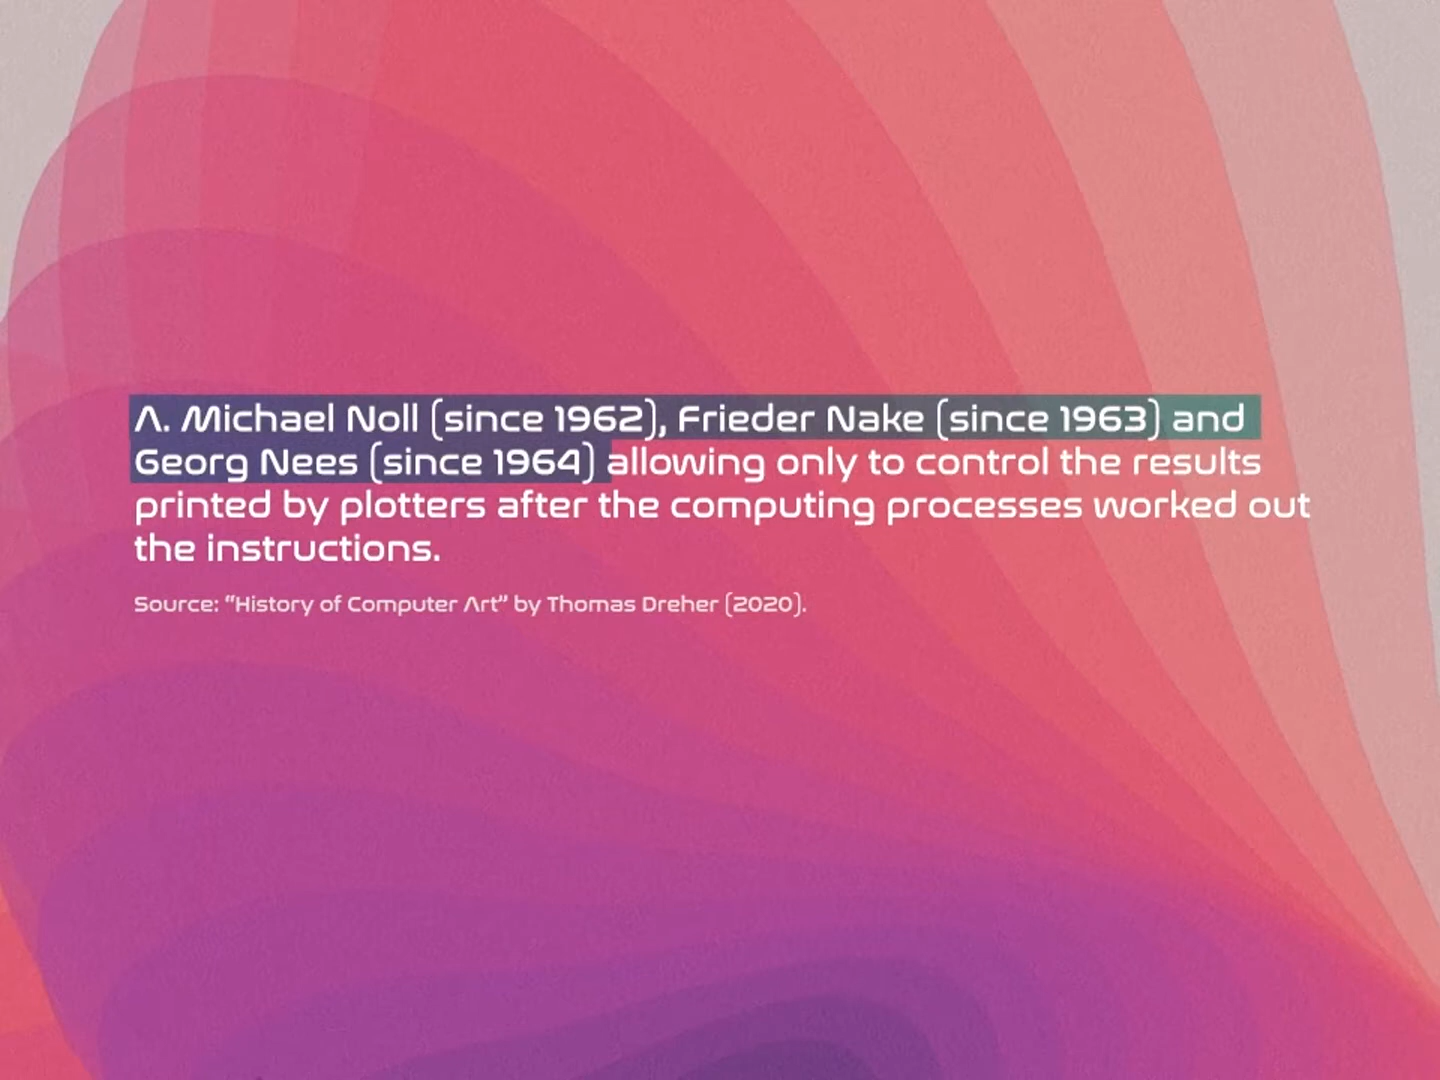 A. Michael Noll (since 1962), Frieder Nake (since 1963) and
Georg Nees (since 1964) allowing only to control the results
printed by plotters after the computing processes worked out
the instructions.
Source: "History of Computer Art" by Thomas Dreher (2020).